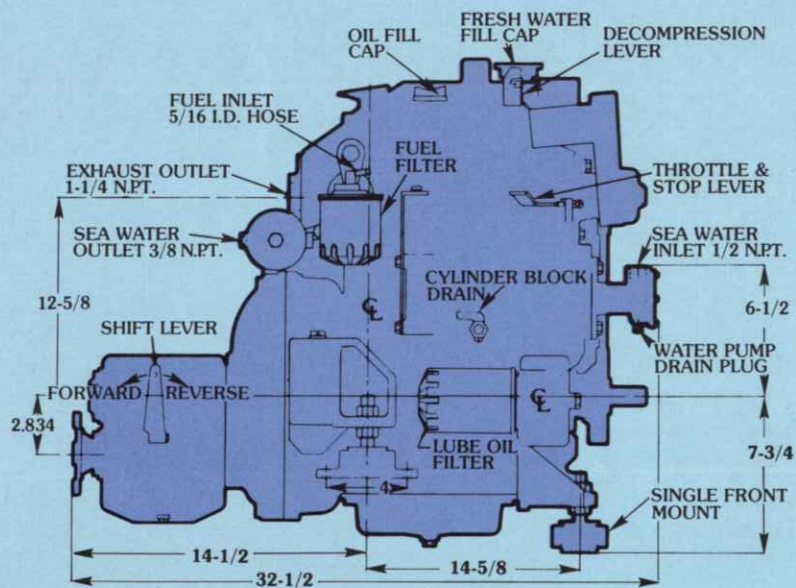 FRESH WATER
FILL CAP
OIL FILL
CAP
DECOMPRESSION
LEVER
FUEL INLET
5/16 I.D. HOSE
FUEL
FILTER
EXHAUST OUTLET
1-1/4 N.P.T.
THROTTLE &
STOP LEVER
SEA WATER
OUTLET 3/8 N.P.T.
SEA WATER
INLET 1/2 N.P.T.
CYLINDER BLOCK
DRAIN
12-5/8
6-1/2
CL
SHIFT LEVER
WATER PUMP
DRAIN PLUG
FORWARD
REVERSE
CL
2.834
7-3/4
LUBE OIL
FILTER
4
SINGLE FRONT
MOUNT
14-1/2
14-5/8
32-1/2